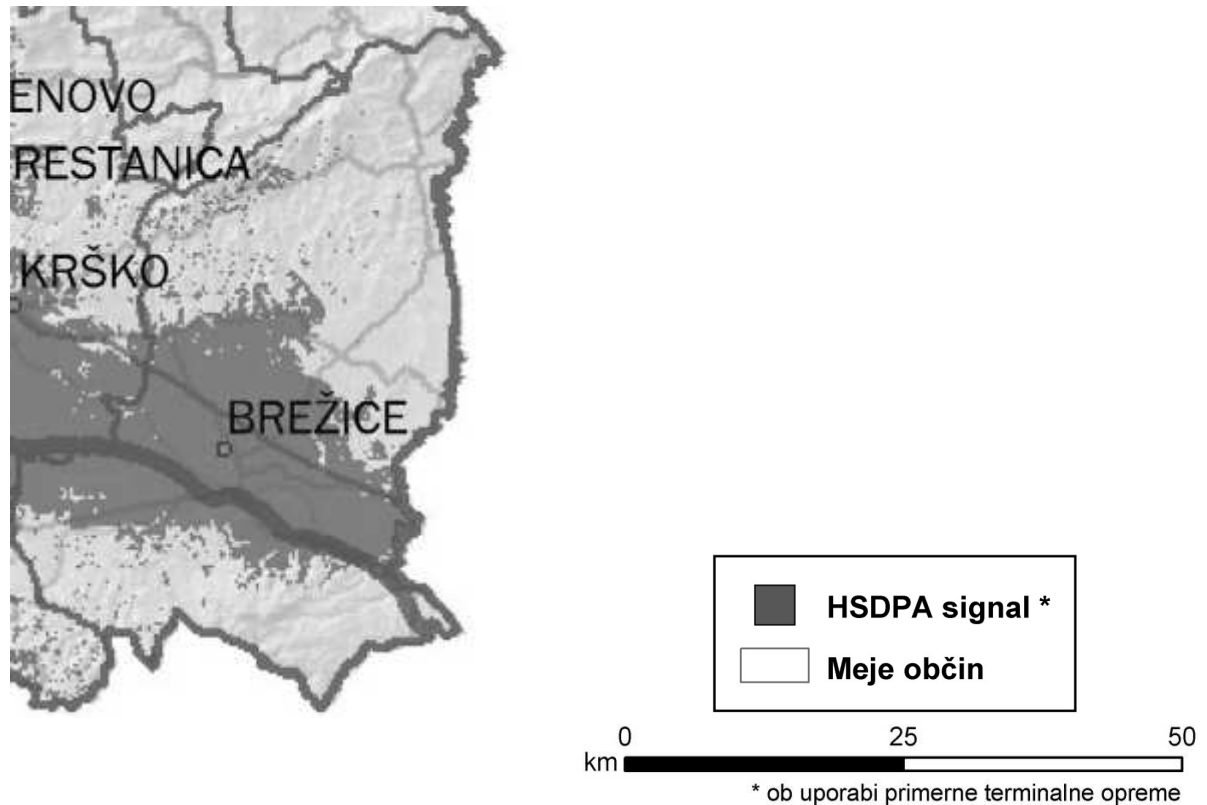 ENOVO
RESTANICA
KRŠKO
BREŽICE
HSDPA signal *
Meje občin
0 25 50
km
* ob uporabi primerne terminalne opreme